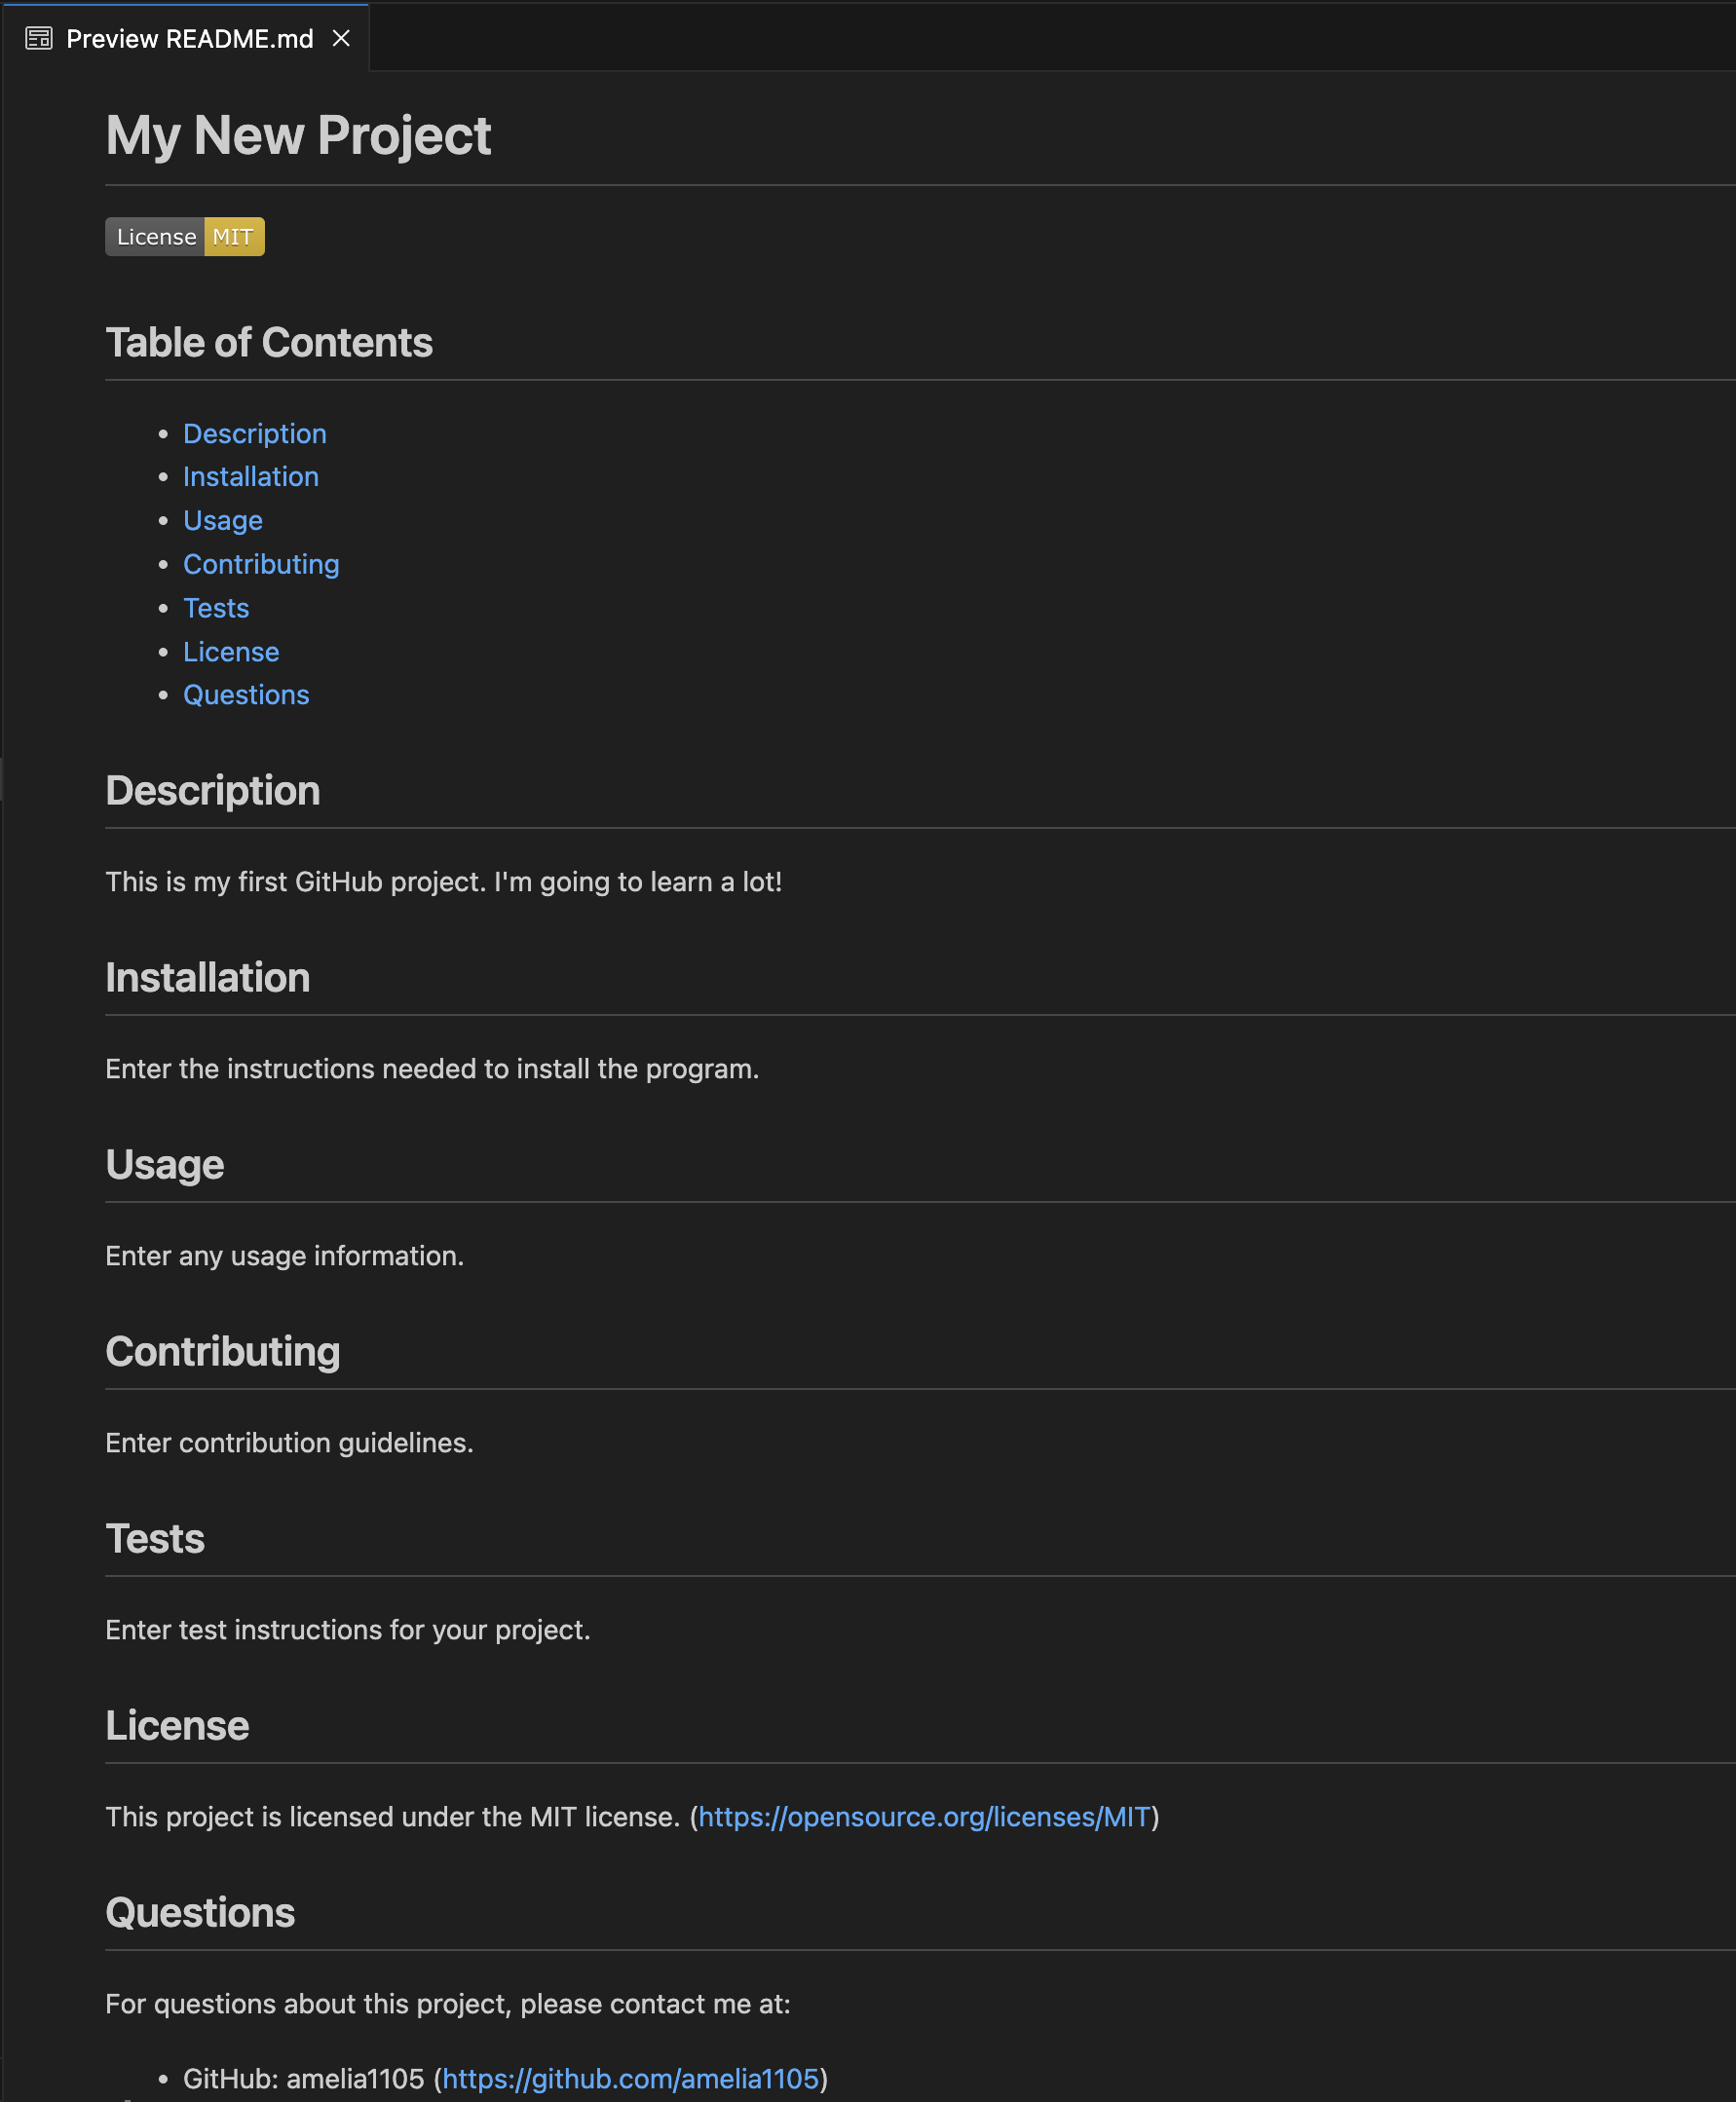 Preview README.md
My New Project
License MIT
Table of Contents
Description
Installation
Usage
Contributing
Tests
License
Questions
Description
This is my first GitHub project. I'm going to learn a lot!
Installation
Enter the instructions needed to install the program.
Usage
Enter any usage information.
Contributing
Enter contribution guidelines.
Tests
Enter test instructions for your project.
License
This project is licensed under the MIT license. (https://opensource.org/licenses/MIT)
Questions
For questions about this project, please contact me at:
GitHub: amelia1105 (https://github.com/amelia1105)